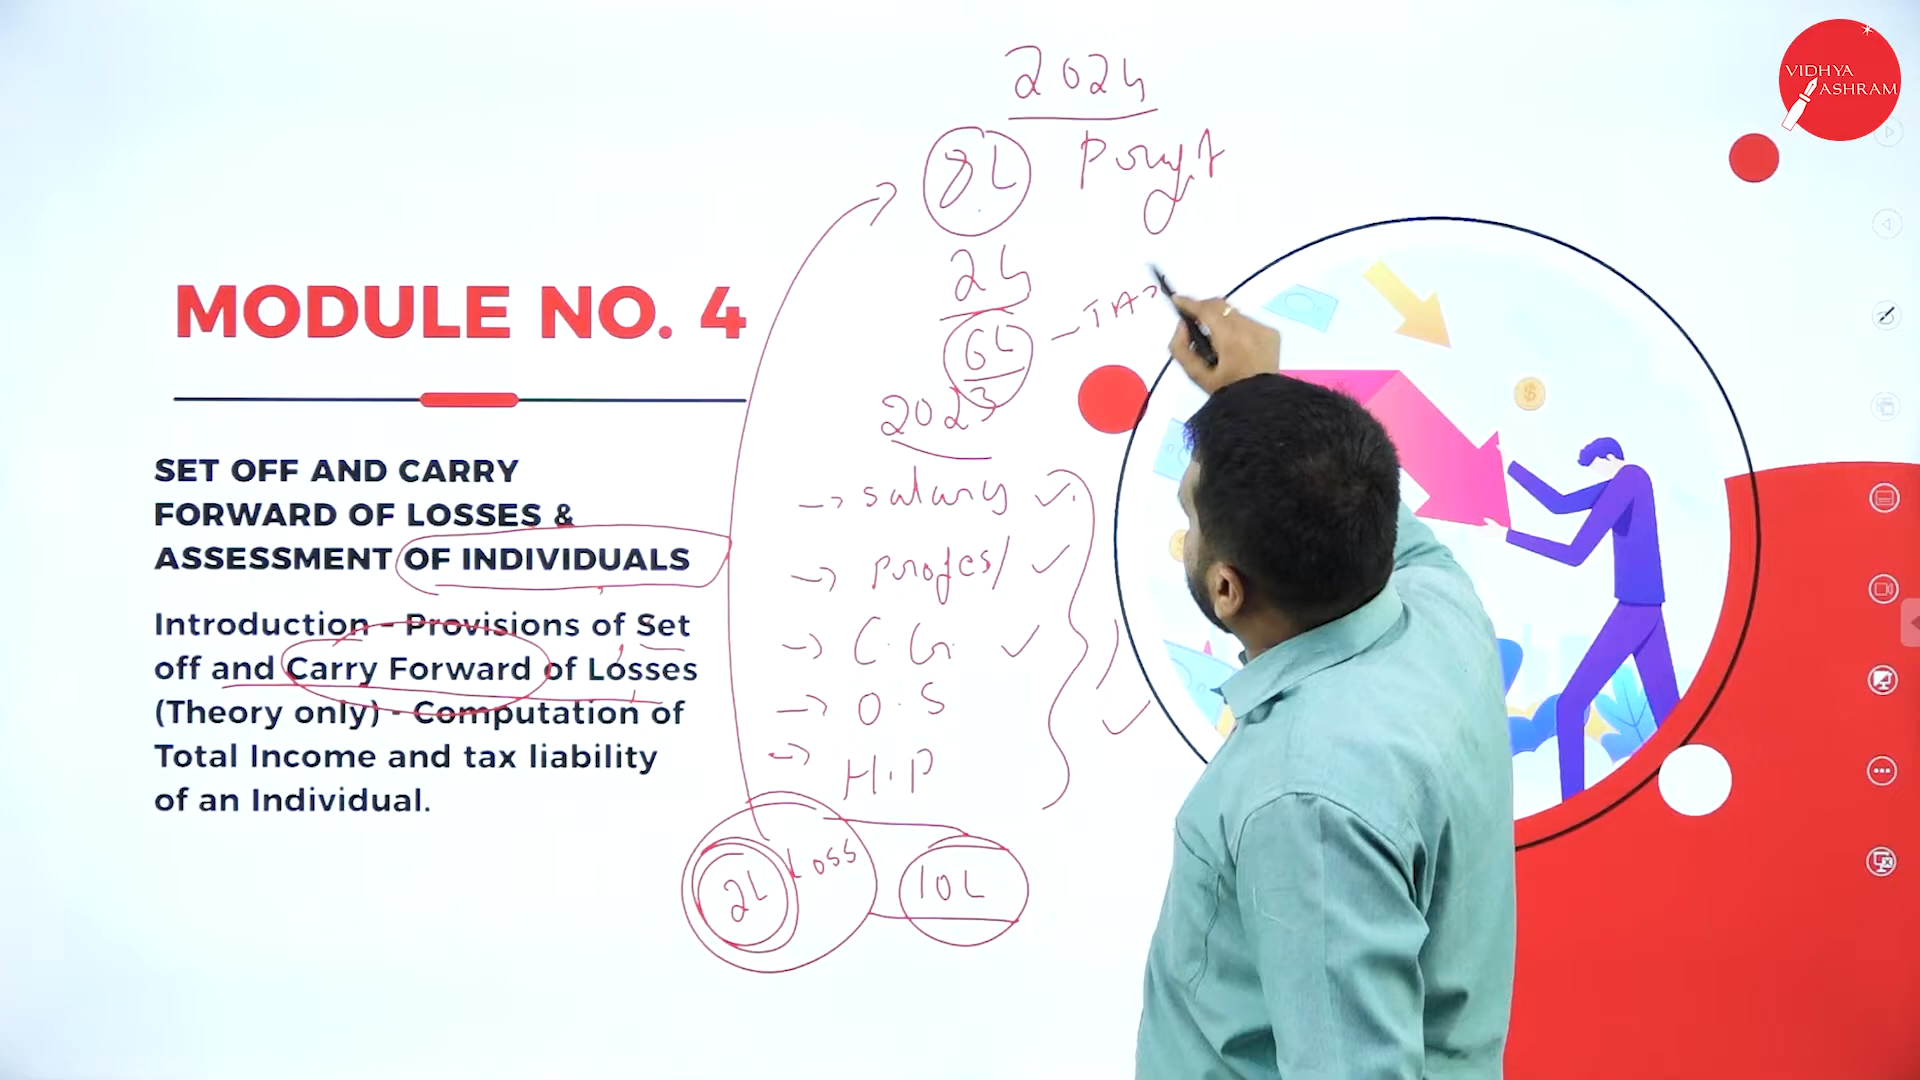 VIDHYA
ASHRAM
2024
8L Profit
2L
6L - TAX
MODULE NO. 4
2023
SET OFF AND CARRY
FORWARD OF LOSSES &
ASSESSMENT OF INDIVIDUALS
Introduction - Provisions of Set
off and Carry Forward of Losses
(Theory only) - Computation of
Total Income and tax liability
of an Individual.
→ salary ✓
→ Profes/ ✓
→ C.G. ✓
→ O.S
→ H.P
2L Loss 10L